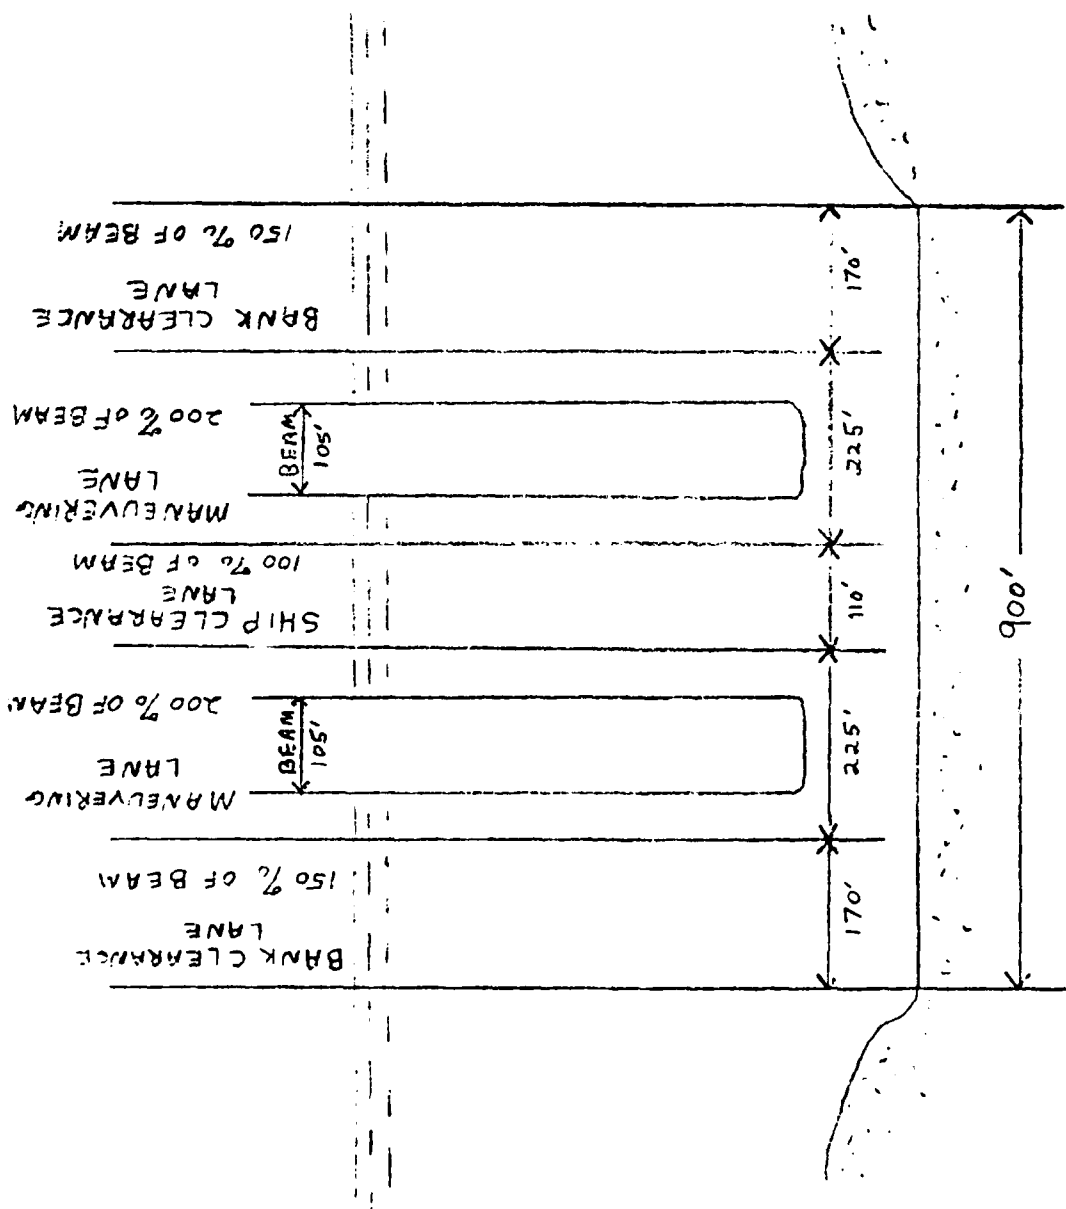 150 % OF BEAM
BANK CLEARANCE
LANE
200 % OF BEAM
MANEUVERING
LANE
100 % OF BEAM
SHIP CLEARANCE
LANE
200 % OF BEAM
MANEUVERING
LANE
150 % OF BEAM
BANK CLEARANCE
LANE
BEAM
105'
BEAM
105'
170'
225'
110'
225'
170'
900'